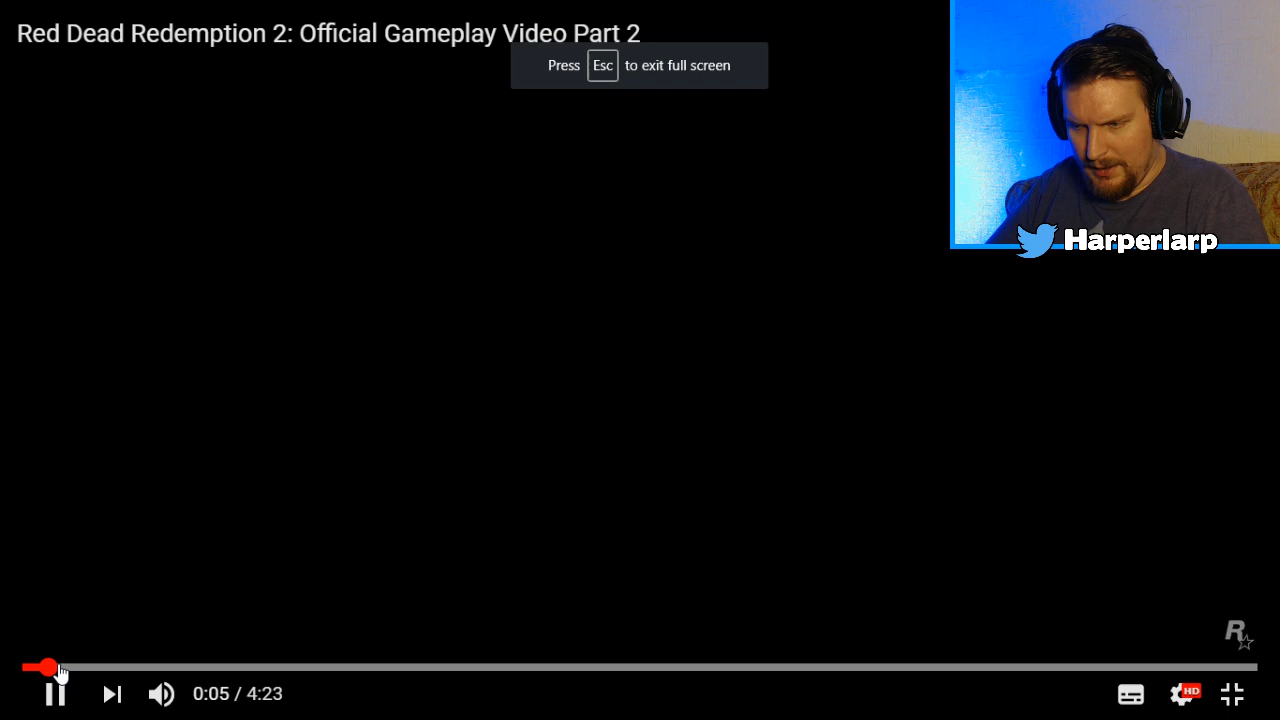 Red Dead Redemption 2: Official Gameplay Video Part 2
Press Esc to exit full screen
Harperlarp
R
0:05 / 4:23
HD